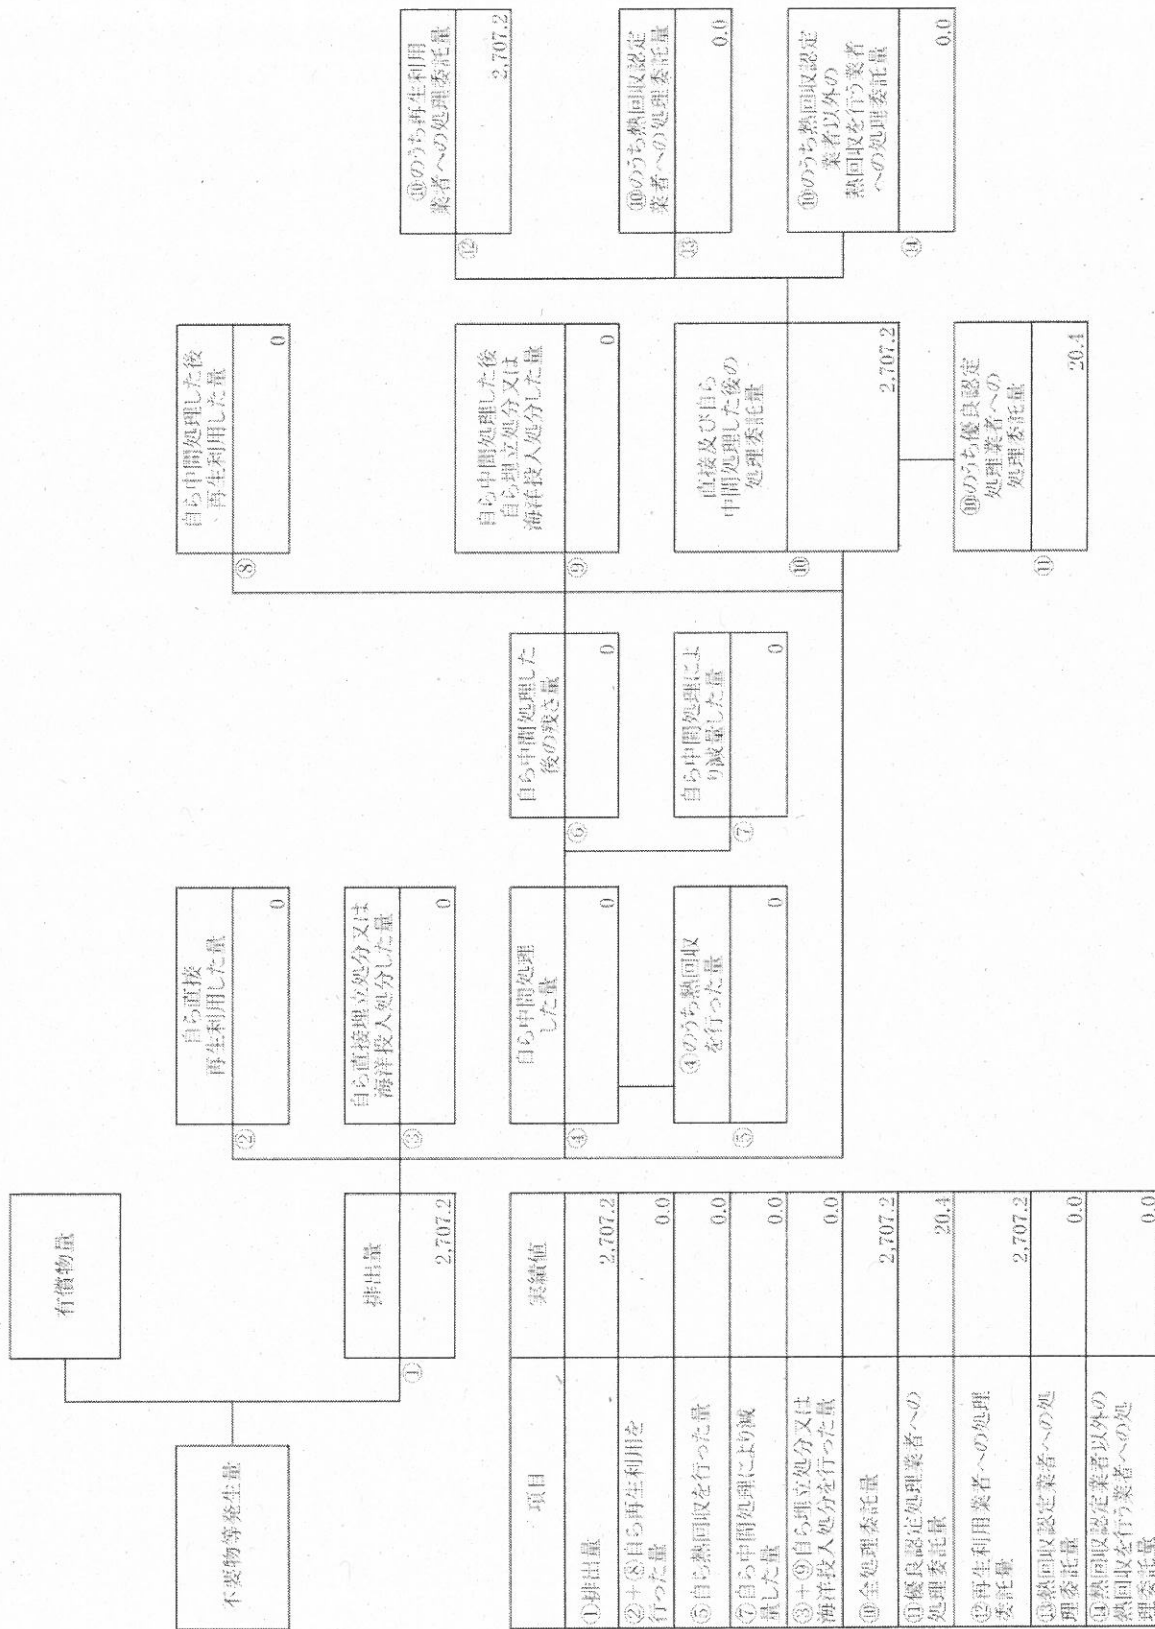 不要物等発生量
有償物量
排出量
①
2,707.2
自ら直接
再生利用した量
②
0
自ら直接埋立処分又は
海洋投入処分した量
③
0
自ら中間処理
した量
④
0
④のうち熱回収
を行った量
⑤
0
自ら中間処理した
後の残さ量
⑥
0
自ら中間処理によ
り減量した量
⑦
0
自ら中間処理した後
再生利用した量
⑧
0
自ら中間処理した後
自ら埋立処分又は
海洋投入処分した量
⑨
0
直接及び自ら
中間処理した後の
処理委託量
⑩
2,707.2
⑩のうち優良認定
処理業者への
処理委託量
⑪
20.4
⑩のうち再生利用
業者への処理委託量
⑫
2,707.2
⑩のうち熱回収認定
業者への処理委託量
⑬
0.0
⑩のうち熱回収認定
業者以外の
熱回収を行う業者
への処理委託量
⑭
0.0
項目 実績値
①排出量 2,707.2
②+⑧自ら再生利用を
行った量 0.0
⑤自ら熱回収を行った量 0.0
⑦自ら中間処理により減
量した量 0.0
③+⑨自ら埋立処分又は
海洋投入処分を行った量 0.0
⑩全処理委託量 2,707.2
⑪優良認定処理業者への
処理委託量 20.4
⑫再生利用業者への処理
委託量 2,707.2
⑬熱回収認定業者への処
理委託量 0.0
⑭熱回収認定業者以外の
熱回収を行う業者への処
理委託量 0.0